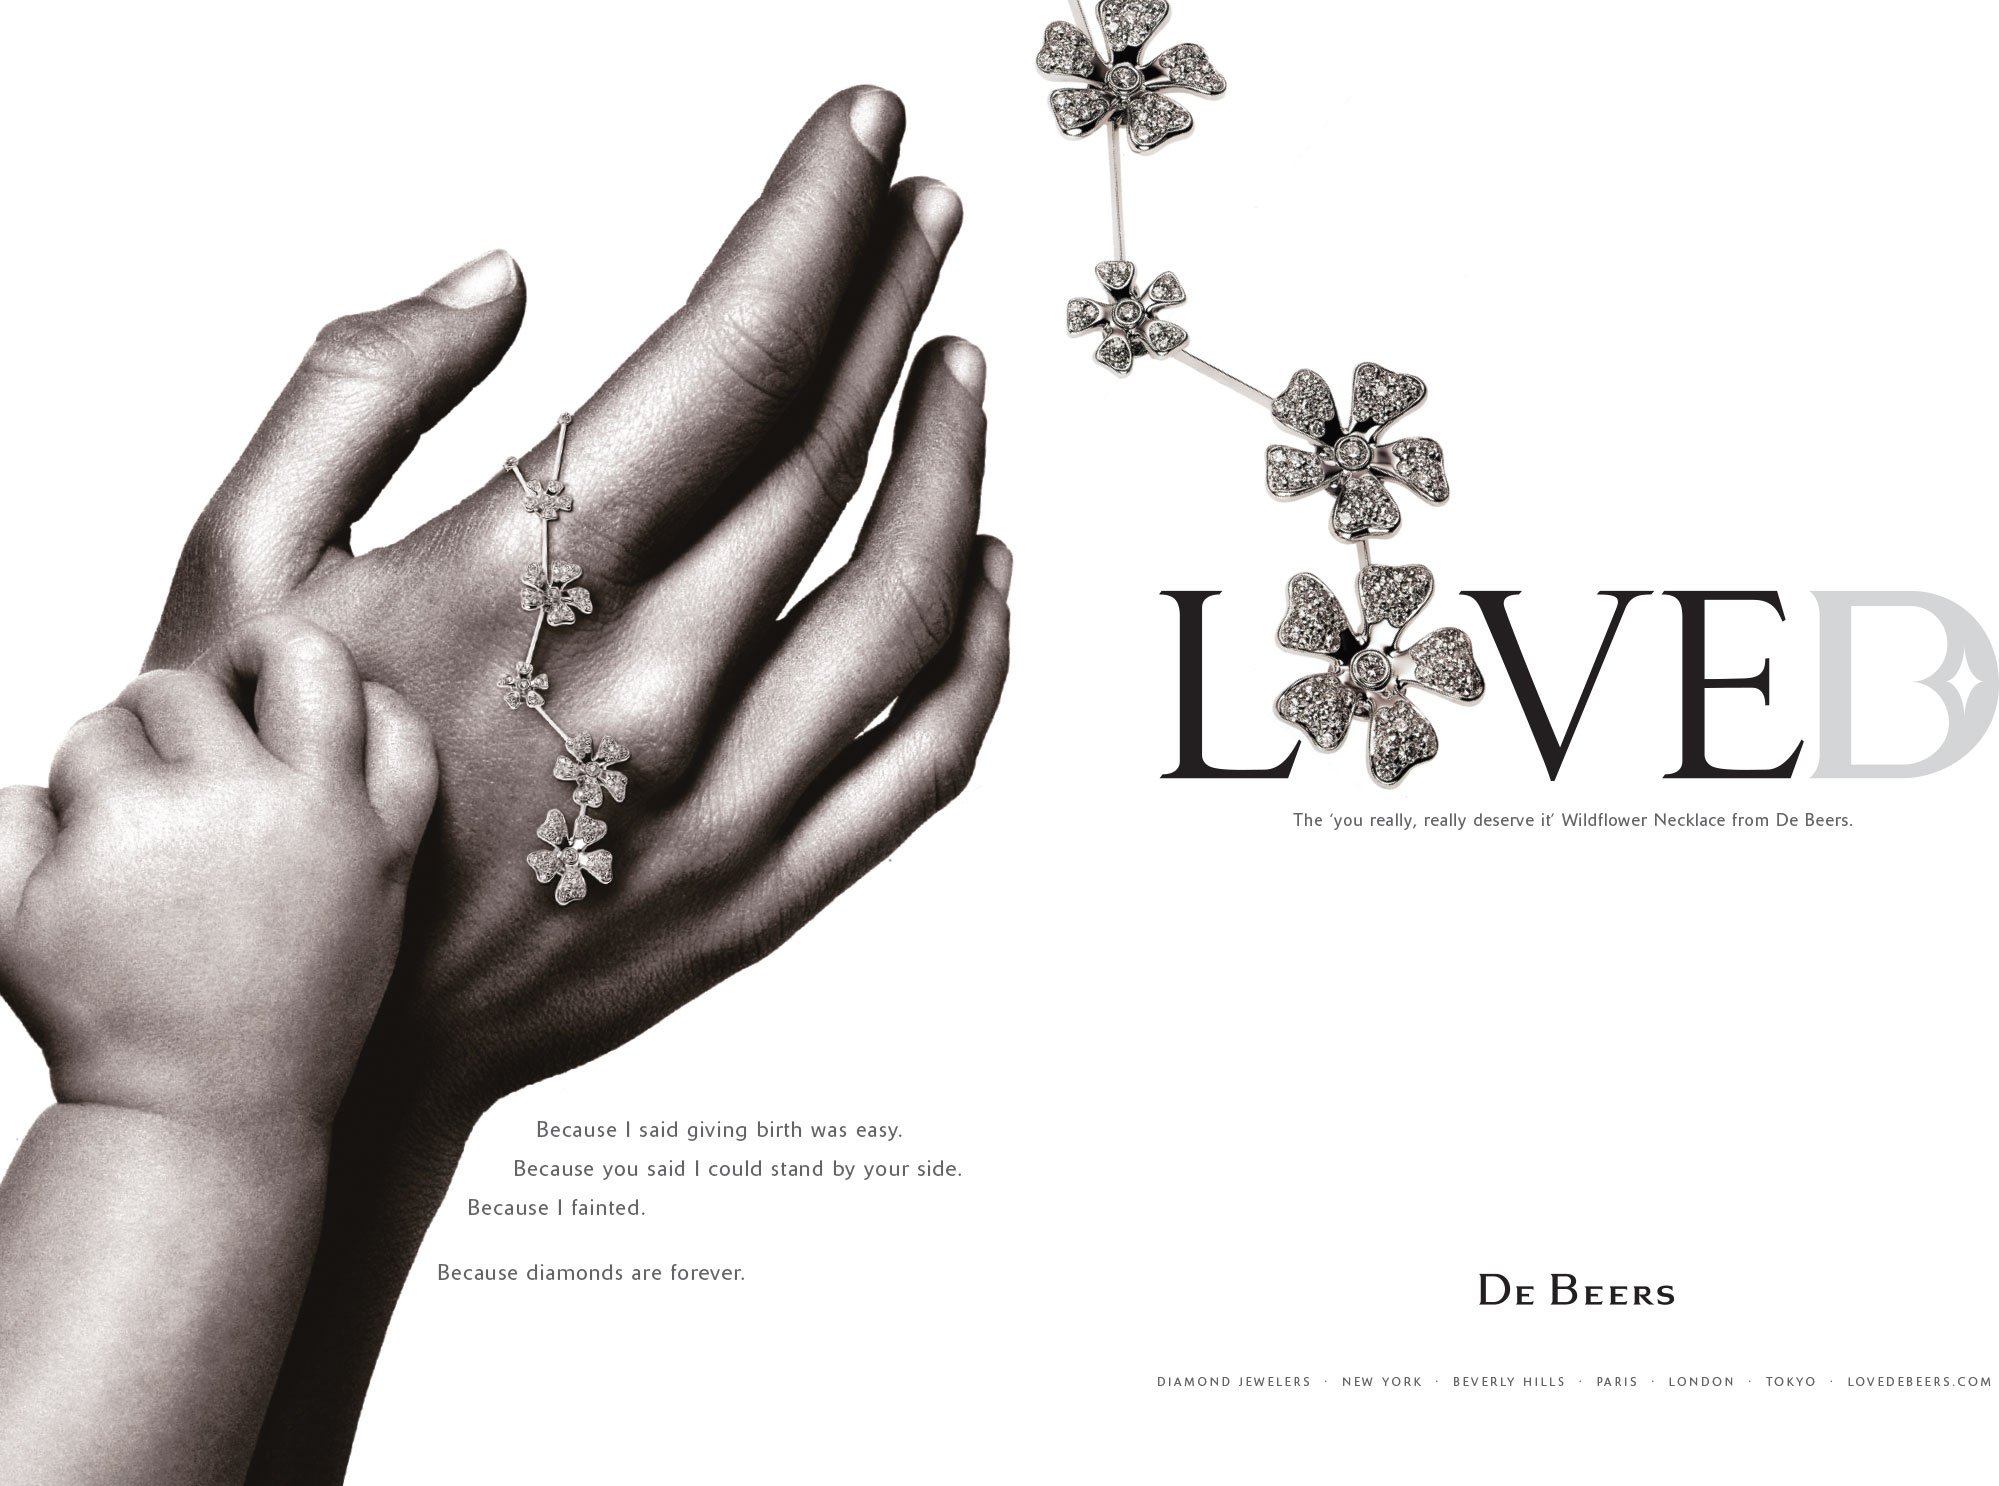 LVED
The 'you really, really deserve it' Wildflower Necklace from De Beers.
Because I said giving birth was easy.
Because you said I could stand by your side.
Because I fainted.
Because diamonds are forever.
DE BEERS
DIAMOND JEWELERS · NEW YORK · BEVERLY HILLS · PARIS · LONDON · TOKYO · LOVEDEBEERS.COM